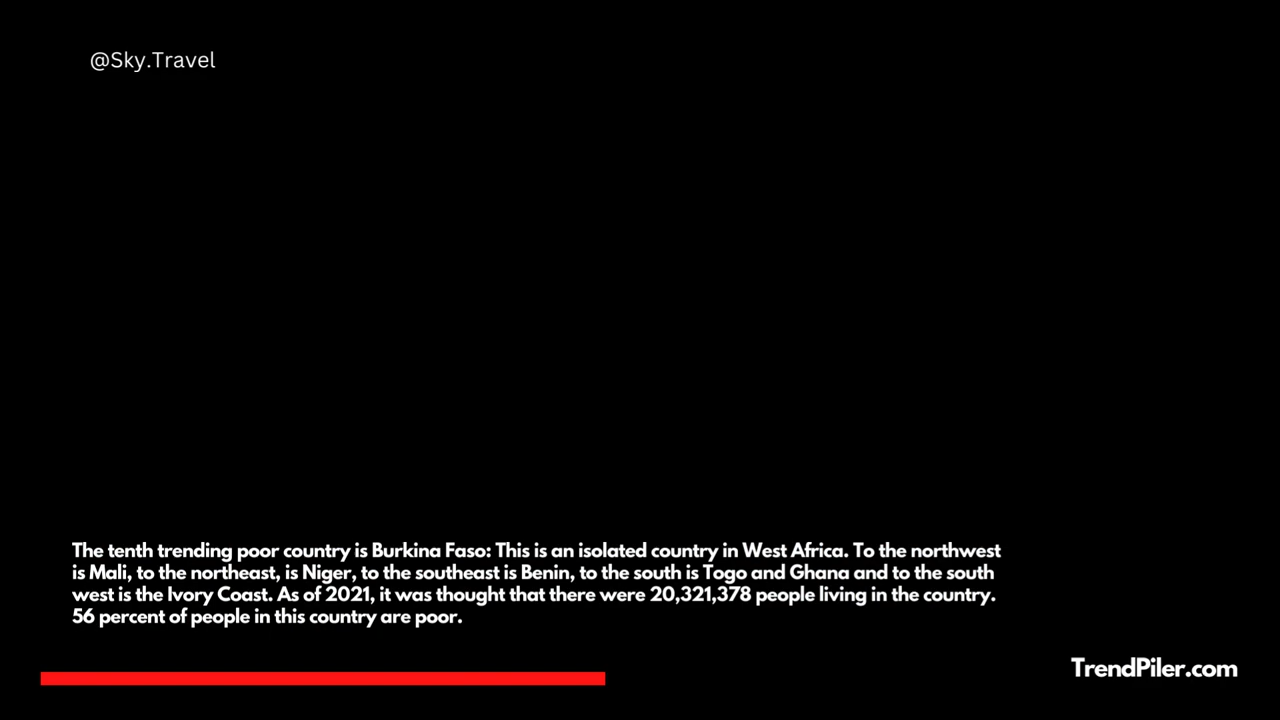 @Sky.Travel
The tenth trending poor country is Burkina Faso: This is an isolated country in West Africa. To the northwest
is Mali, to the northeast, is Niger, to the southeast is Benin, to the south is Togo and Ghana and to the south
west is the Ivory Coast. As of 2021, it was thought that there were 20,321,378 people living in the country.
56 percent of people in this country are poor.
TrendPiler.com